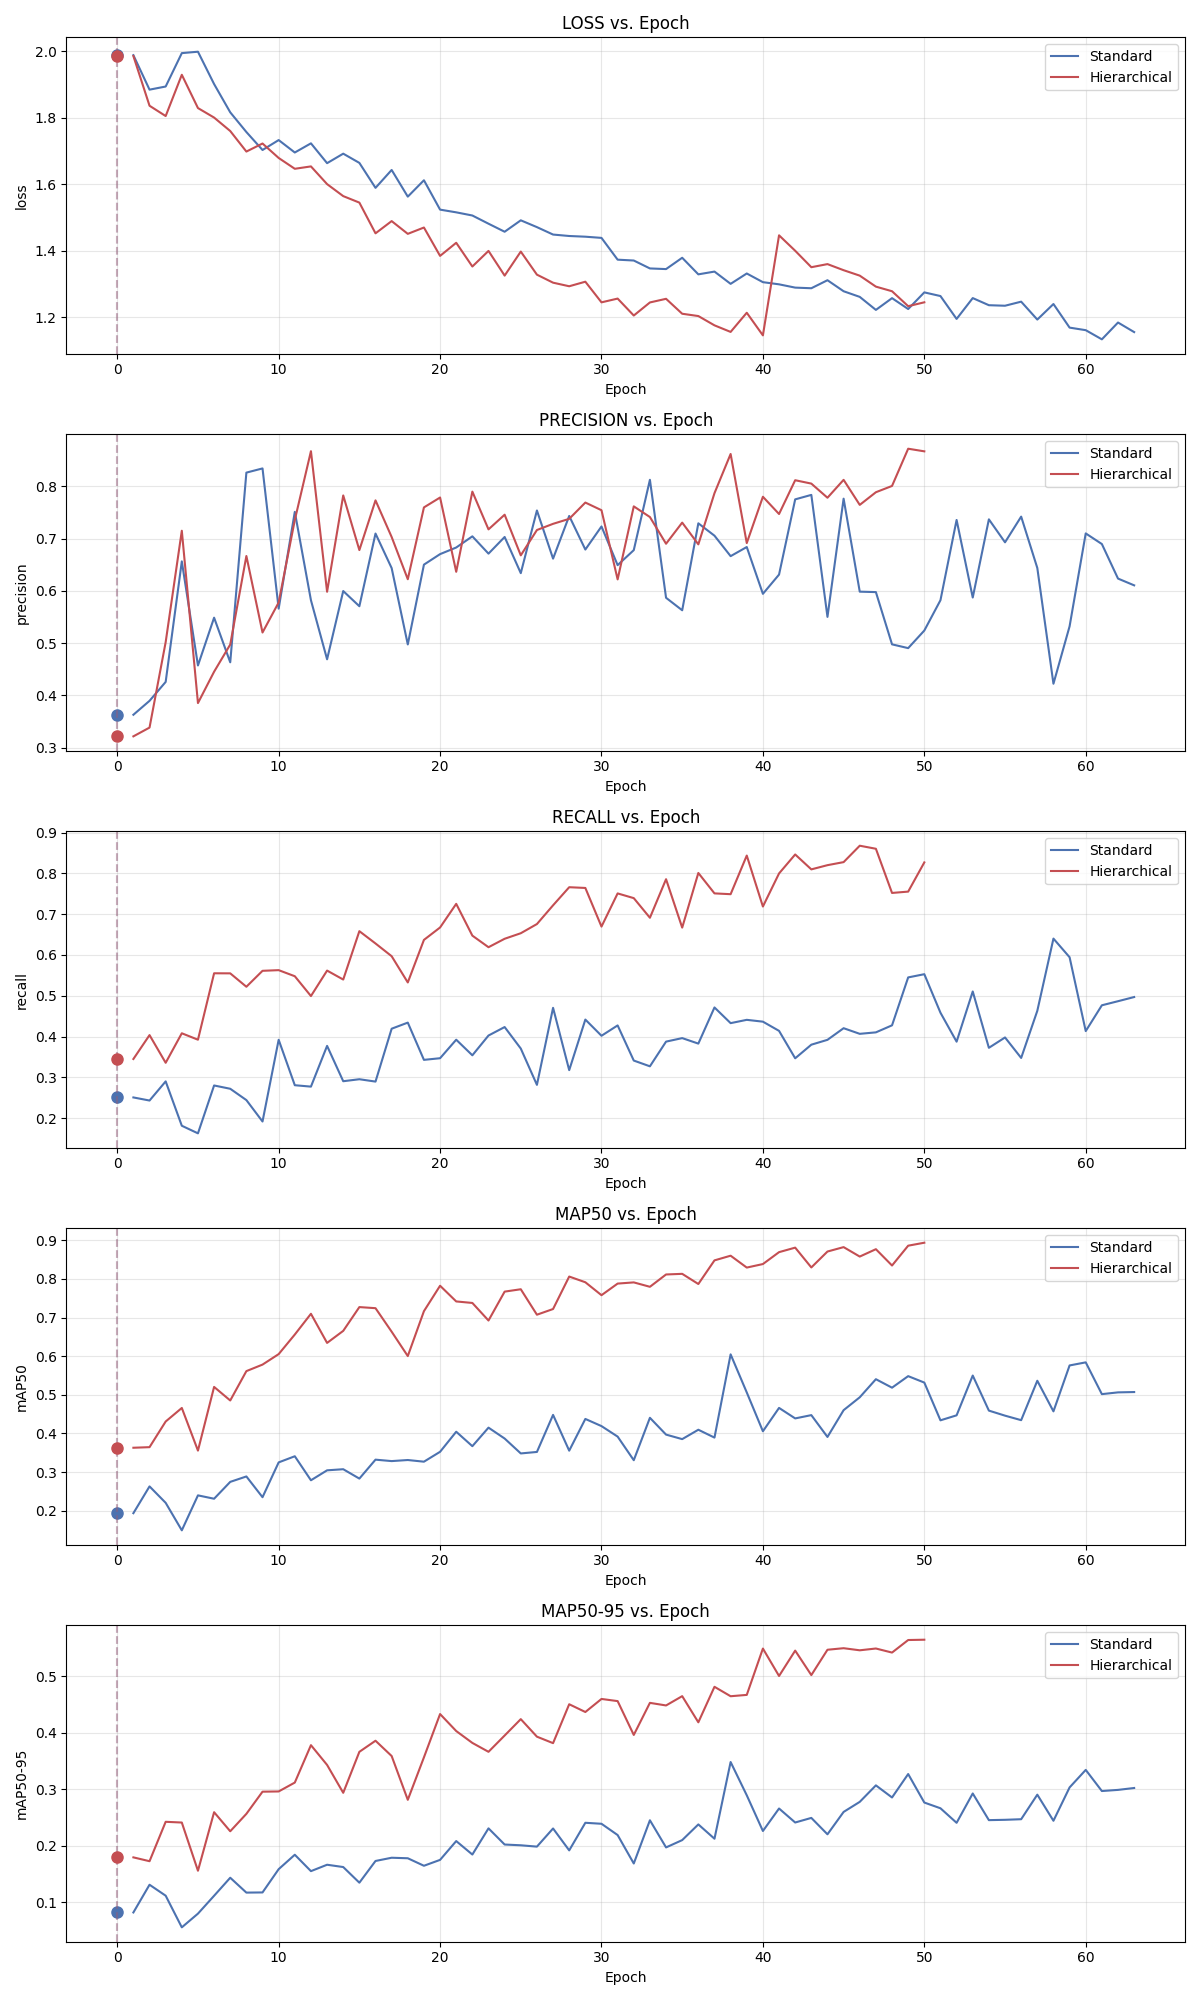 LOSS vs. Epoch
Standard
Hierarchical
loss
2.0
1.8
1.6
1.4
1.2
0 10 20 30 40 50 60
Epoch
PRECISION vs. Epoch
Standard
Hierarchical
precision
0.8
0.7
0.6
0.5
0.4
0.3
0 10 20 30 40 50 60
Epoch
RECALL vs. Epoch
Standard
Hierarchical
recall
0.9
0.8
0.7
0.6
0.5
0.4
0.3
0.2
0 10 20 30 40 50 60
Epoch
MAP50 vs. Epoch
Standard
Hierarchical
mAP50
0.9
0.8
0.7
0.6
0.5
0.4
0.3
0.2
0 10 20 30 40 50 60
Epoch
MAP50-95 vs. Epoch
Standard
Hierarchical
mAP50-95
0.5
0.4
0.3
0.2
0.1
0 10 20 30 40 50 60
Epoch